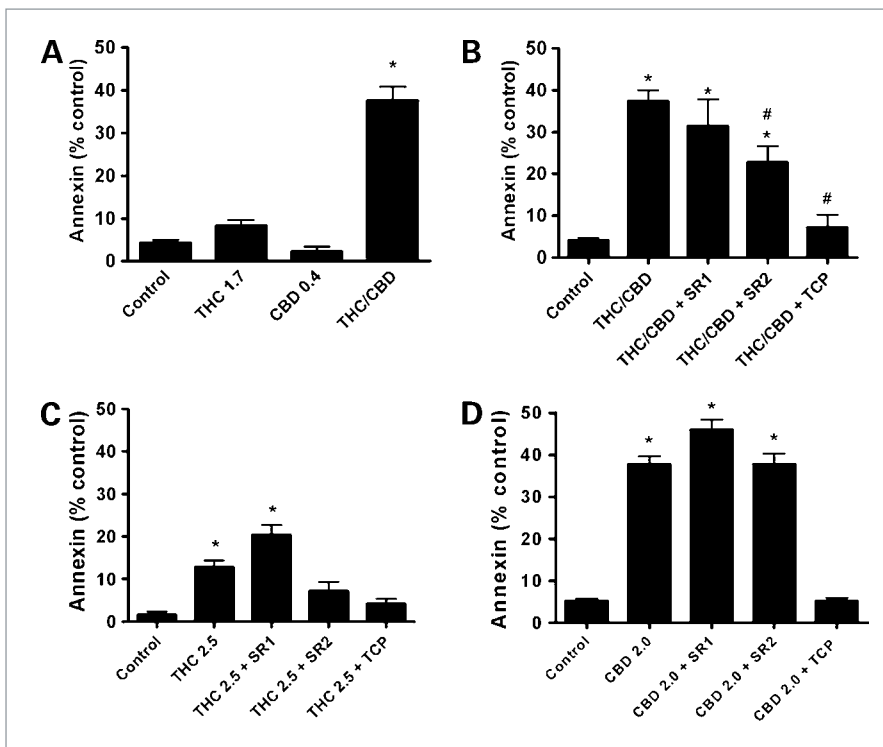 A
Annexin (% control)
50
40
30
20
10
0
*
Control
THC 1.7
CBD 0.4
THC/CBD
B
Annexin (% control)
50
40
30
20
10
0
*
*
#
*
#
Control
THC/CBD
THC/CBD + SR1
THC/CBD + SR2
THC/CBD + TCP
C
Annexin (% control)
50
40
30
20
10
0
*
*
Control
THC 2.5
THC 2.5 + SR1
THC 2.5 + SR2
THC 2.5 + TCP
D
Annexin (% control)
50
40
30
20
10
0
*
*
*
Control
CBD 2.0
CBD 2.0 + SR1
CBD 2.0 + SR2
CBD 2.0 + TCP